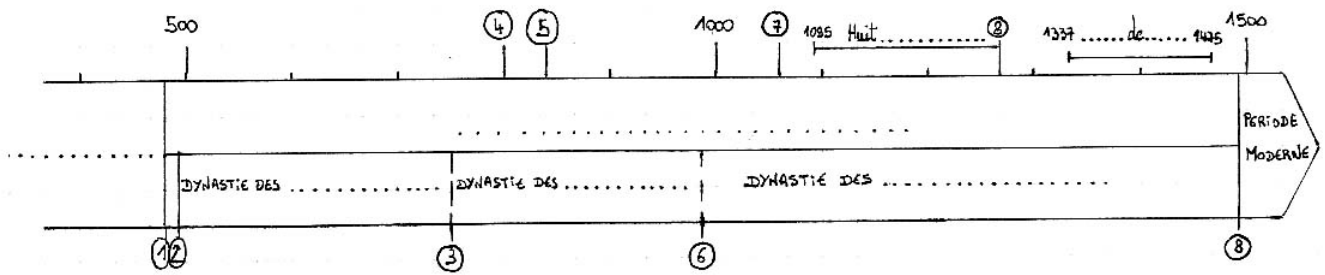 500 ④ ⑤ 1000 ⑦ 1095 Huit .............. ⑧ 1337 ...... de ...... 1475 1500
.... ....................
PERIODE
MODERNE
................
DYNASTIE DES ............... DYNASTIE DES .............. DYNASTIE DES .....................
① ② ③ ⑥ ⑧